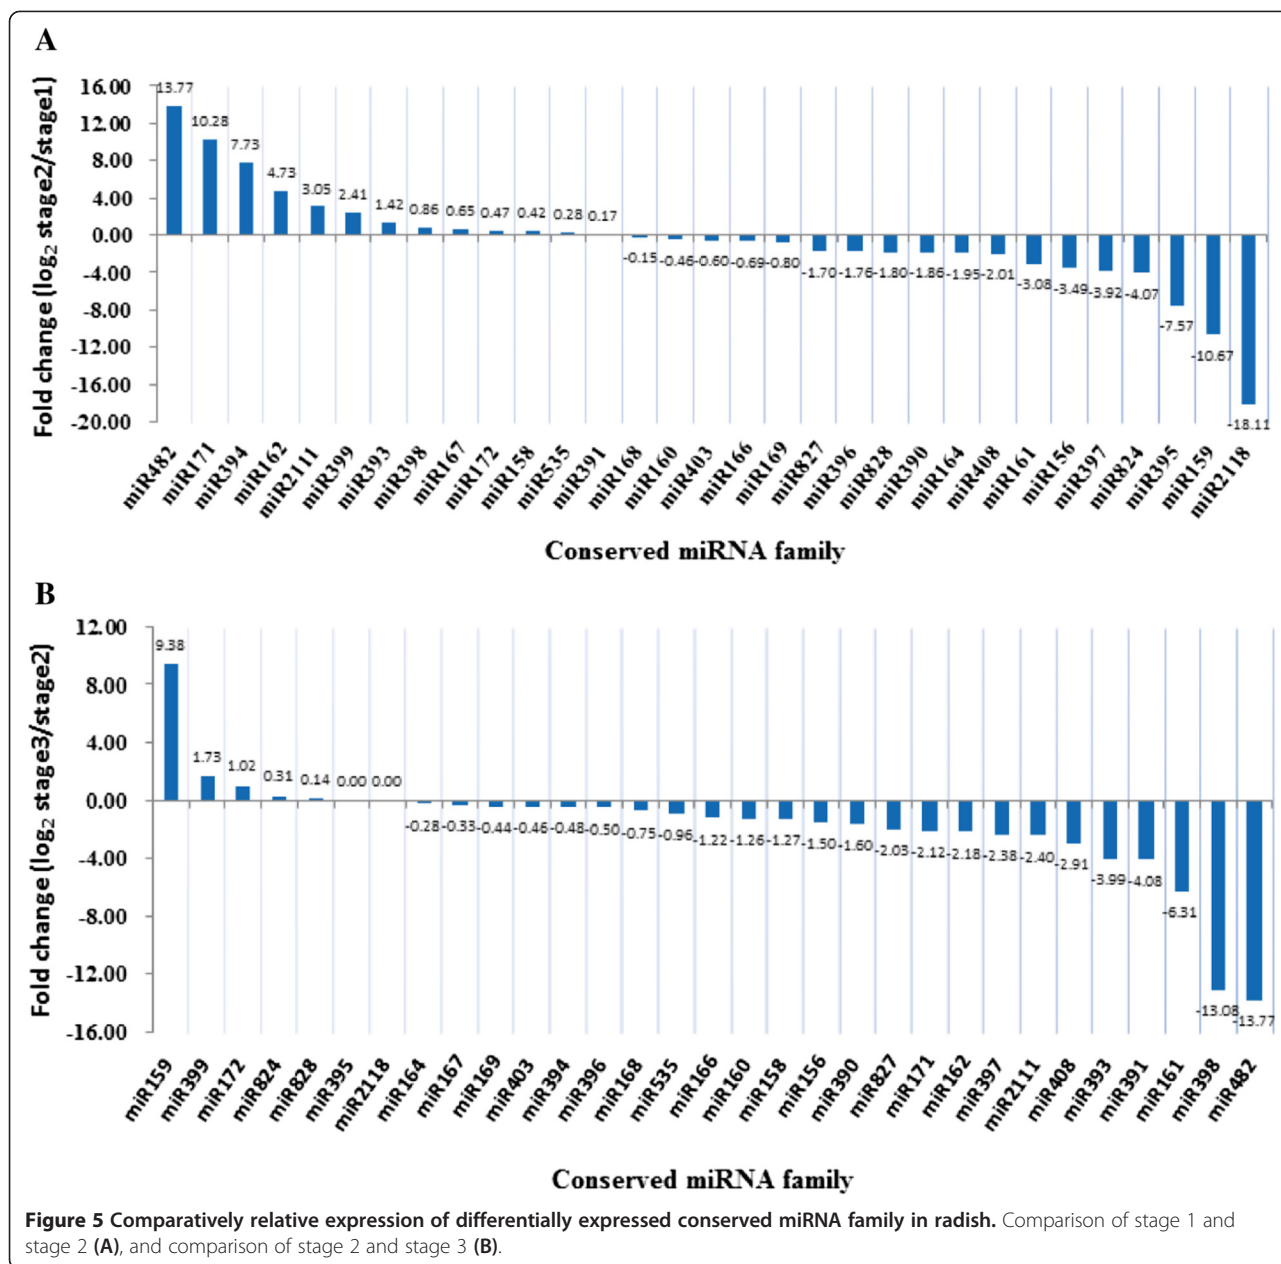 A
Fold change (log₂ stage2/stage1)
16.00
12.00
8.00
4.00
0.00
-4.00
-8.00
-12.00
-16.00
-20.00
13.77 10.28 7.73 4.73 3.05 2.41 1.42 0.86 0.65 0.47 0.42 0.28 0.17 -0.15 -0.46 -0.60 -0.69 -0.80 -1.70 -1.76 -1.80 -1.86 -1.95 -2.01 -3.08 -3.49 -3.92 -4.07 -7.57 -10.67 -18.11
miR482 miR171 miR394 miR162 miR2111 miR399 miR393 miR398 miR167 miR172 miR158 miR535 miR391 miR168 miR160 miR403 miR166 miR169 miR827 miR396 miR828 miR390 miR164 miR408 miR161 miR156 miR397 miR824 miR395 miR159 miR2118
Conserved miRNA family
B
Fold change (log₂ stage3/stage2)
12.00
8.00
4.00
0.00
-4.00
-8.00
-12.00
-16.00
9.38 1.73 1.02 0.31 0.14 0.00 0.00 -0.28 -0.33 -0.44 -0.46 -0.48 -0.50 -0.75 -0.96 -1.22 -1.26 -1.27 -1.50 -1.60 -2.03 -2.12 -2.18 -2.38 -2.40 -2.91 -3.99 -4.08 -6.31 -13.08 -13.77
miR159 miR399 miR172 miR824 miR828 miR395 miR2118 miR164 miR167 miR169 miR403 miR394 miR396 miR168 miR535 miR166 miR160 miR158 miR156 miR390 miR827 miR171 miR162 miR397 miR2111 miR408 miR393 miR391 miR161 miR398 miR482
Conserved miRNA family
Figure 5 Comparatively relative expression of differentially expressed conserved miRNA family in radish. Comparison of stage 1 and
stage 2 (A), and comparison of stage 2 and stage 3 (B).